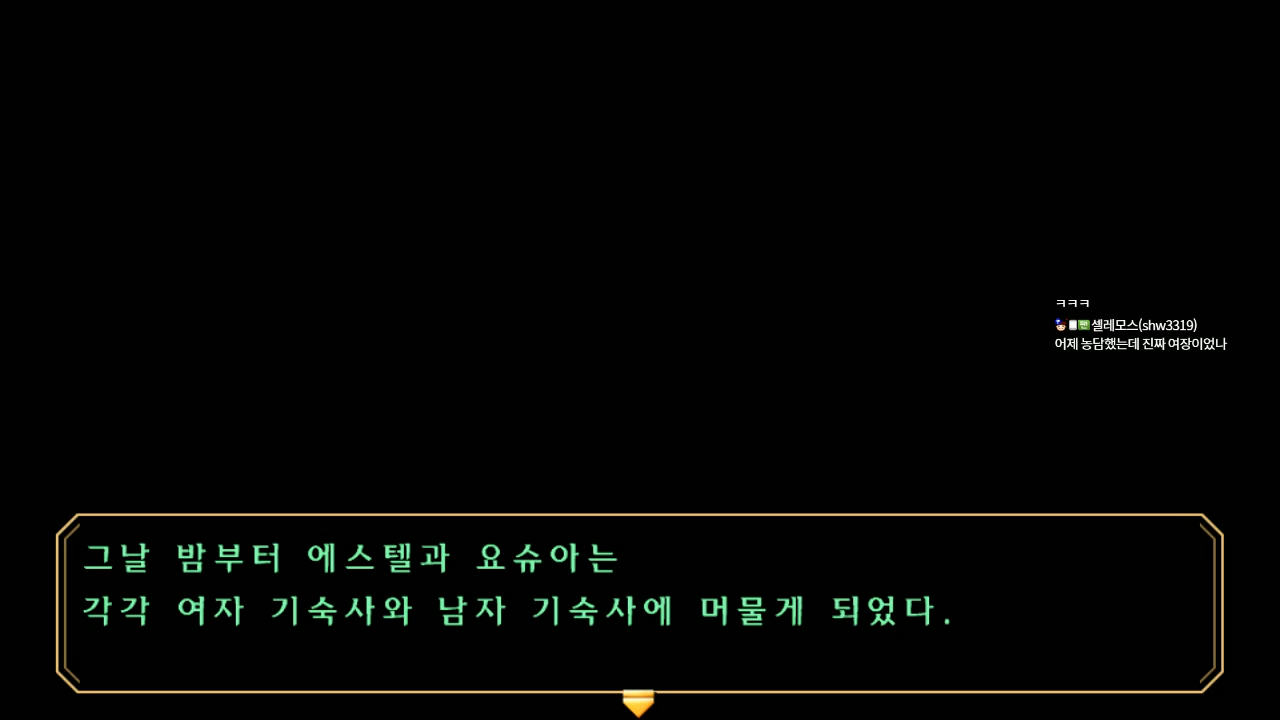 ㅋㅋㅋ
셀레모스(shw3319)
어제 농담했는데 진짜 여장이었나
그날 밤부터 에스텔과 요슈아는
각각 여자 기숙사와 남자 기숙사에 머물게 되었다.